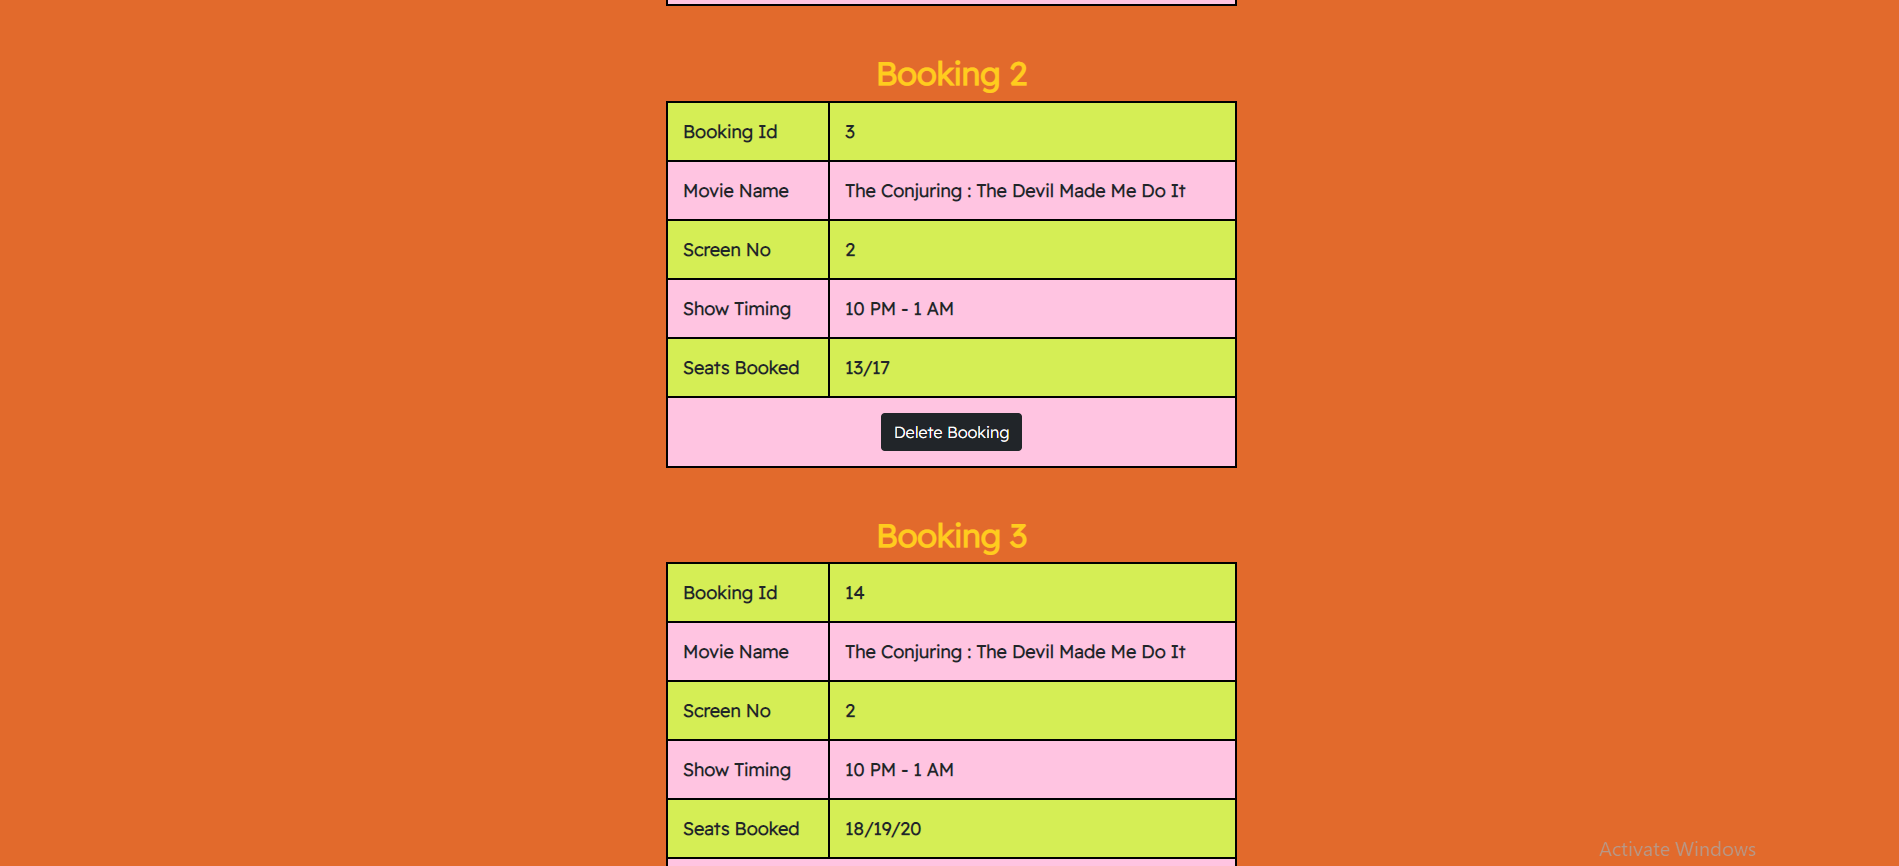 Booking 2
Booking Id 3
Movie Name The Conjuring : The Devil Made Me Do It
Screen No 2
Show Timing 10 PM - 1 AM
Seats Booked 13/17
Delete Booking
Booking 3
Booking Id 14
Movie Name The Conjuring : The Devil Made Me Do It
Screen No 2
Show Timing 10 PM - 1 AM
Seats Booked 18/19/20
Activate Windows